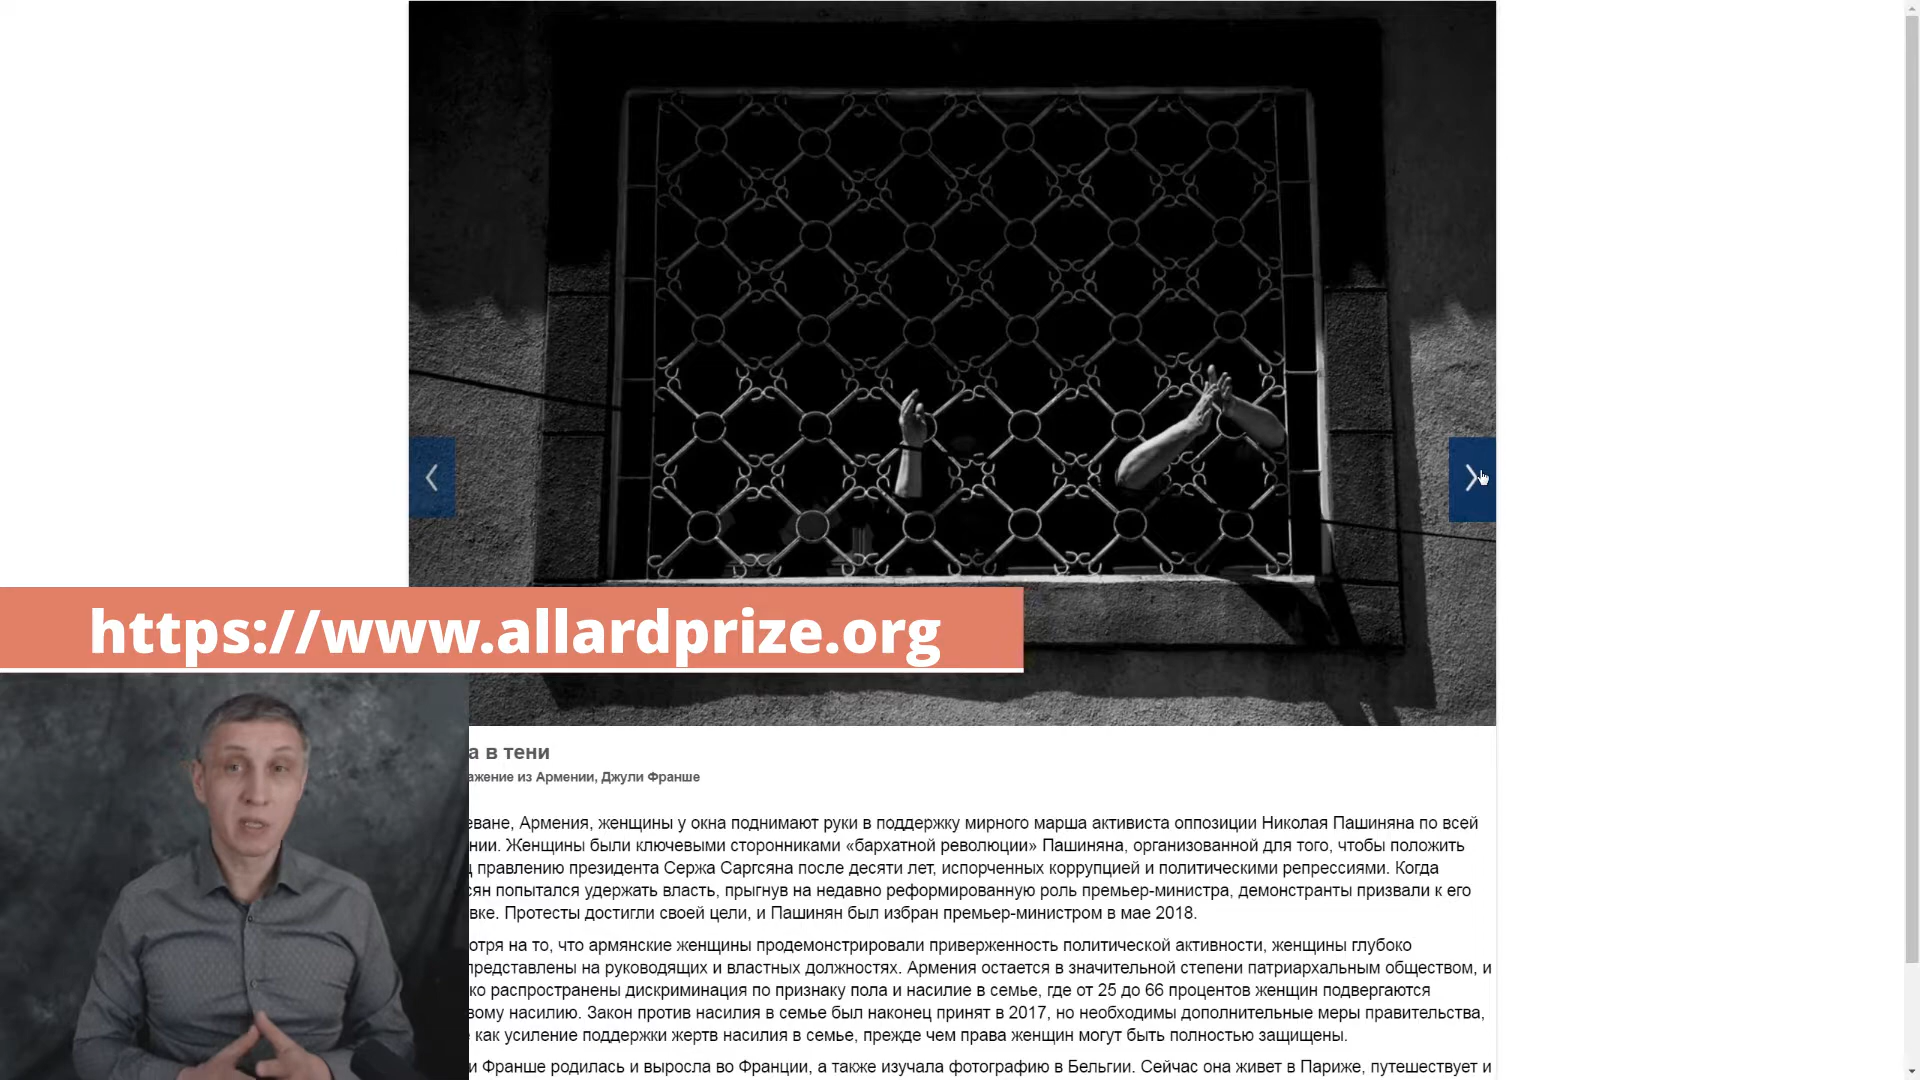 https://www.allardprize.org
а в тени
ажение из Армении, Джули Франше
еване, Армения, женщины у окна поднимают руки в поддержку мирного марша активиста оппозиции Николая Пашиняна по всей
нии. Женщины были ключевыми сторонниками «бархатной революции» Пашиняна, организованной для того, чтобы положить
ц правлению президента Сержа Саргсяна после десяти лет, испорченных коррупцией и политическими репрессиями. Когда
сян попытался удержать власть, прыгнув на недавно реформированную роль премьер-министра, демонстранты призвали к его
вке. Протесты достигли своей цели, и Пашинян был избран премьер-министром в мае 2018.
отря на то, что армянские женщины продемонстрировали приверженность политической активности, женщины глубоко
представлены на руководящих и властных должностях. Армения остается в значительной степени патриархальным обществом, и
ко распространены дискриминация по признаку пола и насилие в семье, где от 25 до 66 процентов женщин подвергаются
вому насилию. Закон против насилия в семье был наконец принят в 2017, но необходимы дополнительные меры правительства,
как усиление поддержки жертв насилия в семье, прежде чем права женщин могут быть полностью защищены.
и Франше родилась и выросла во Франции, а также изучала фотографию в Бельгии. Сейчас она живет в Париже, путешествует и